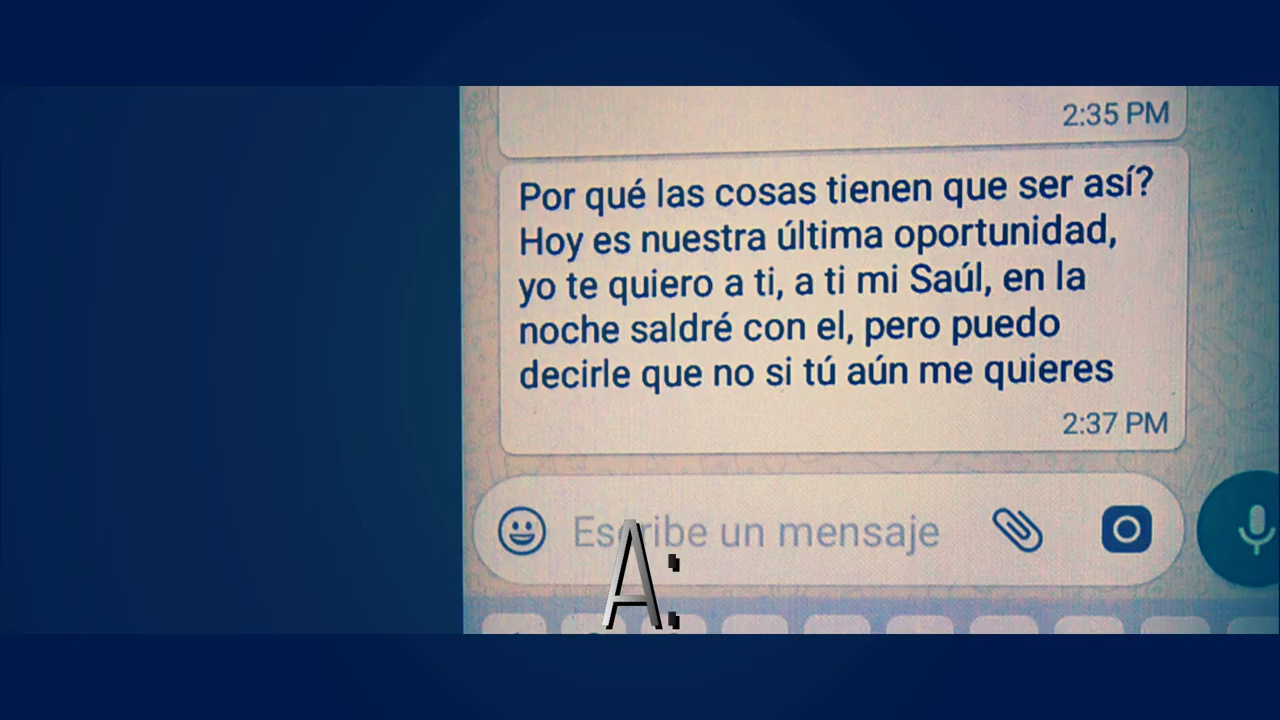 2:35 PM
Por qué las cosas tienen que ser así?
Hoy es nuestra última oportunidad,
yo te quiero a ti, a ti mi Saúl, en la
noche saldré con el, pero puedo
decirle que no si tú aún me quieres
2:37 PM
Escribe un mensaje
A: